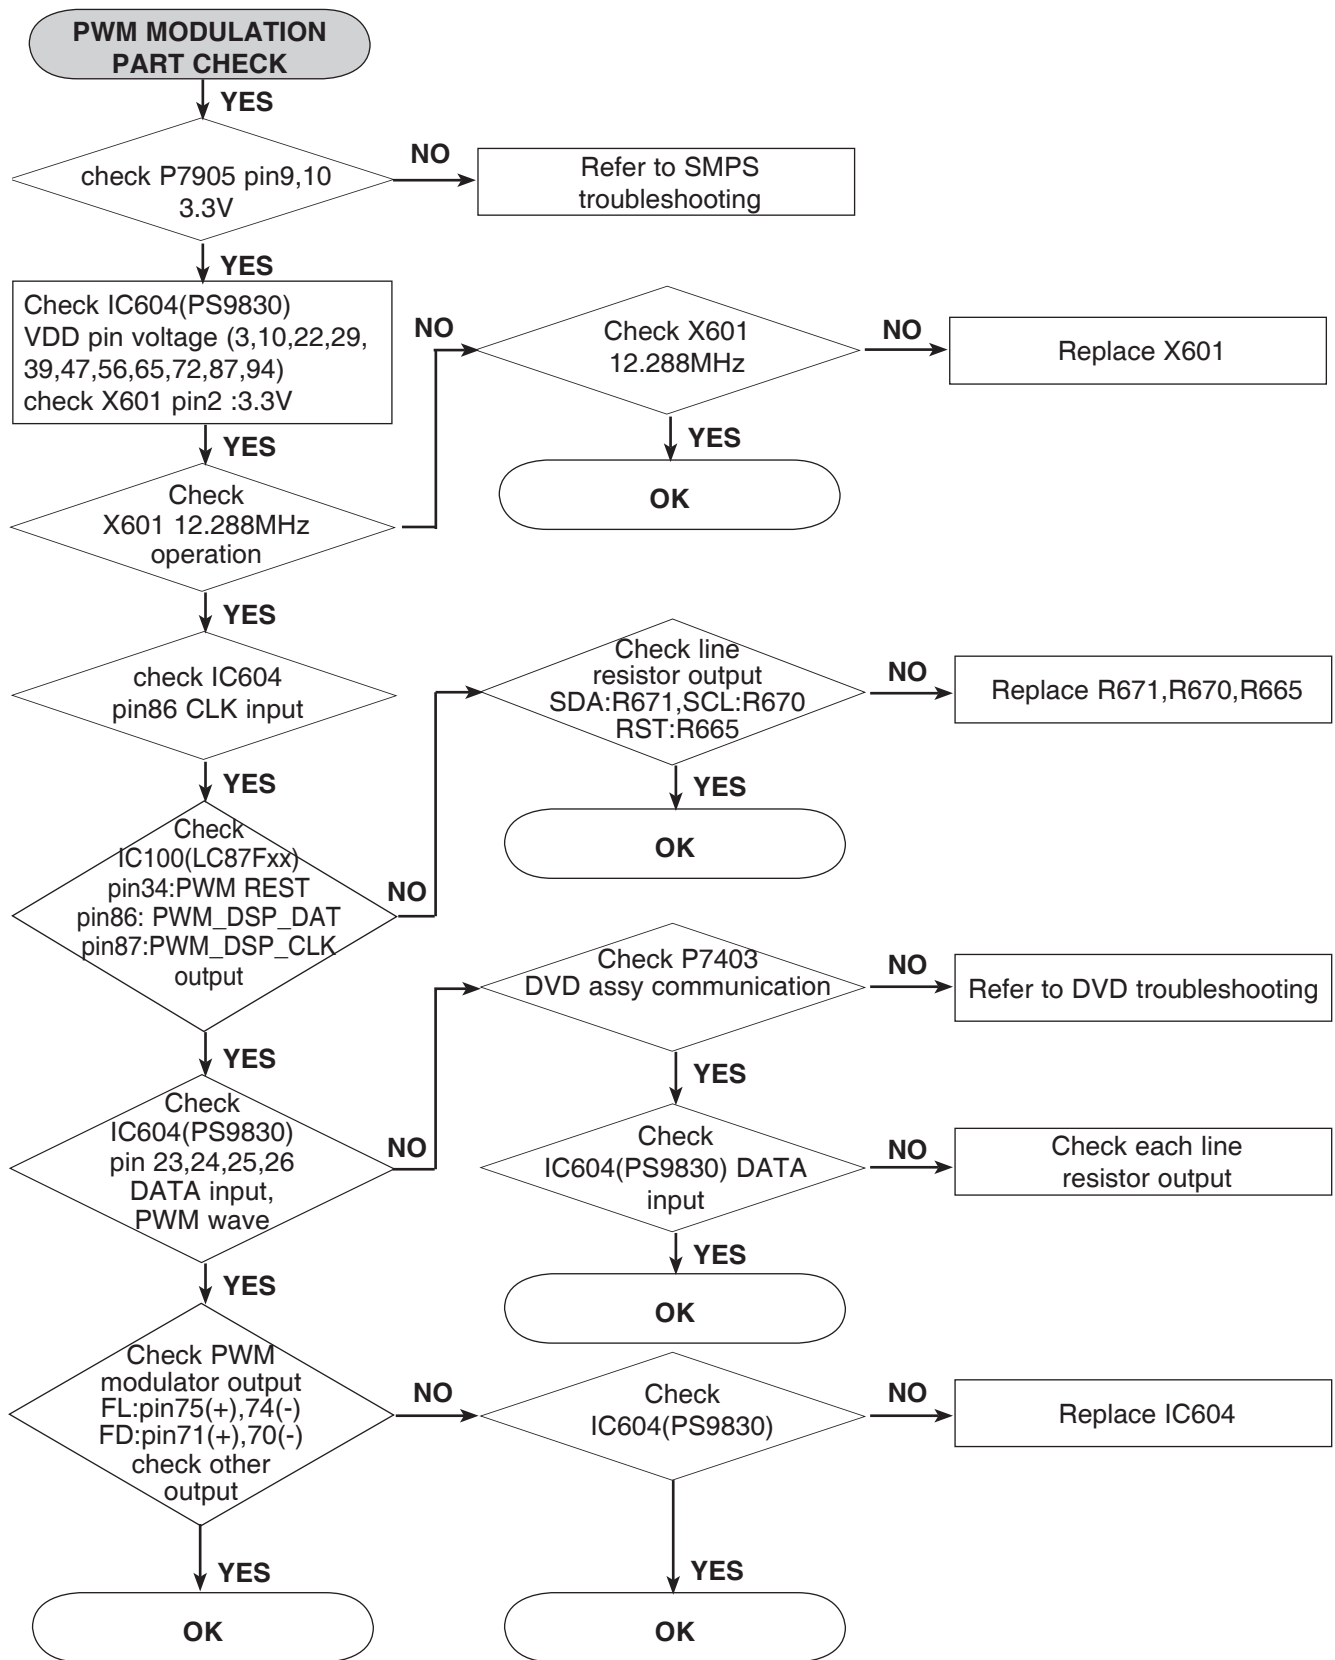 PWM MODULATION
PART CHECK
YES
check P7905 pin9,10
3.3V
NO
Refer to SMPS
troubleshooting
YES
Check IC604(PS9830)
VDD pin voltage (3,10,22,29,
39,47,56,65,72,87,94)
check X601 pin2 :3.3V
YES
Check
X601 12.288MHz
operation
NO
Check X601
12.288MHz
NO
Replace X601
YES
OK
YES
check IC604
pin86 CLK input
YES
Check
IC100(LC87Fxx)
pin34:PWM REST
pin86: PWM_DSP_DAT
pin87:PWM_DSP_CLK
output
NO
Check line
resistor output
SDA:R671,SCL:R670
RST:R665
NO
Replace R671,R670,R665
YES
OK
YES
Check
IC604(PS9830)
pin 23,24,25,26
DATA input,
PWM wave
NO
Check P7403
DVD assy communication
NO
Refer to DVD troubleshooting
YES
Check
IC604(PS9830) DATA
input
NO
Check each line
resistor output
YES
OK
YES
Check PWM
modulator output
FL:pin75(+),74(-)
FD:pin71(+),70(-)
check other
output
NO
Check
IC604(PS9830)
NO
Replace IC604
YES
OK
YES
OK